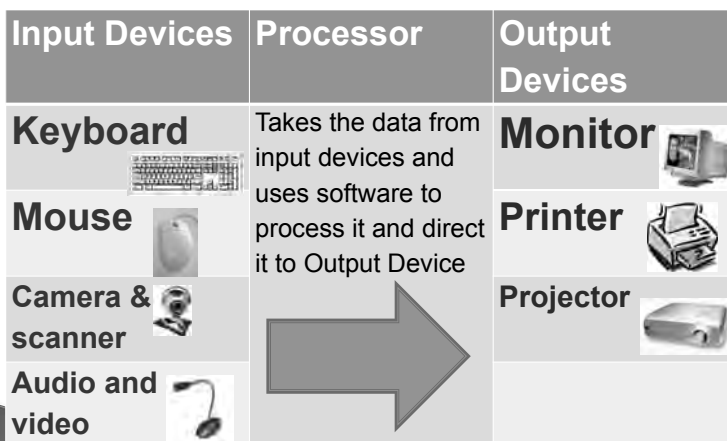 Input Devices
Processor
Output
Devices
Keyboard
Takes the data from
input devices and
uses software to
process it and direct
it to Output Device
Monitor
Mouse
Printer
Camera &
scanner
Projector
Audio and
video